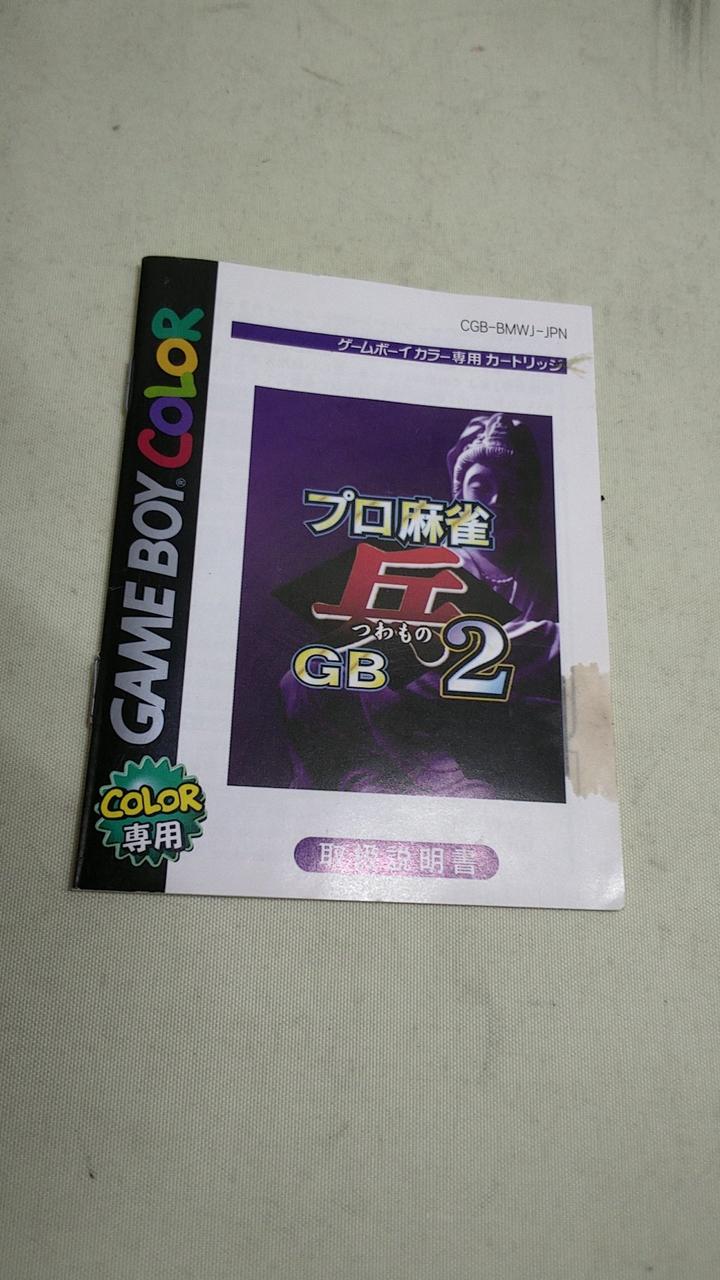 CGB-BMWJ-JPN
ゲームボーイカラー専用 カートリッジ
GAME BOY® COLOR
プロ麻雀
兵
つわもの
GB 2
COLOR
専用
取扱説明書